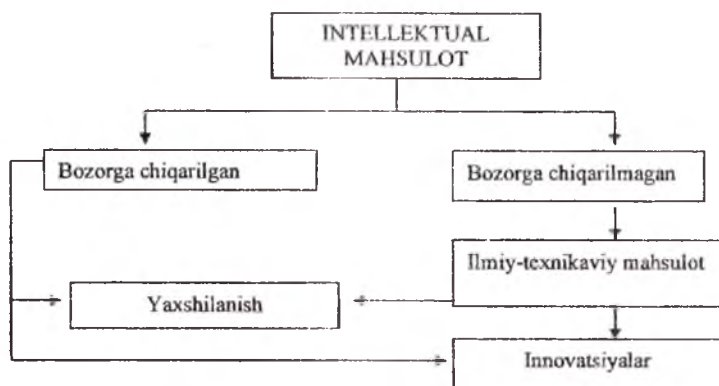 INTELLEKTUAL
MAHSULOT
Bozorga chiqarilgan
Bozorga chiqarilmagan
Ilmiy-texnikaviy mahsulot
Yaxshilanish
Innovatsiyalar